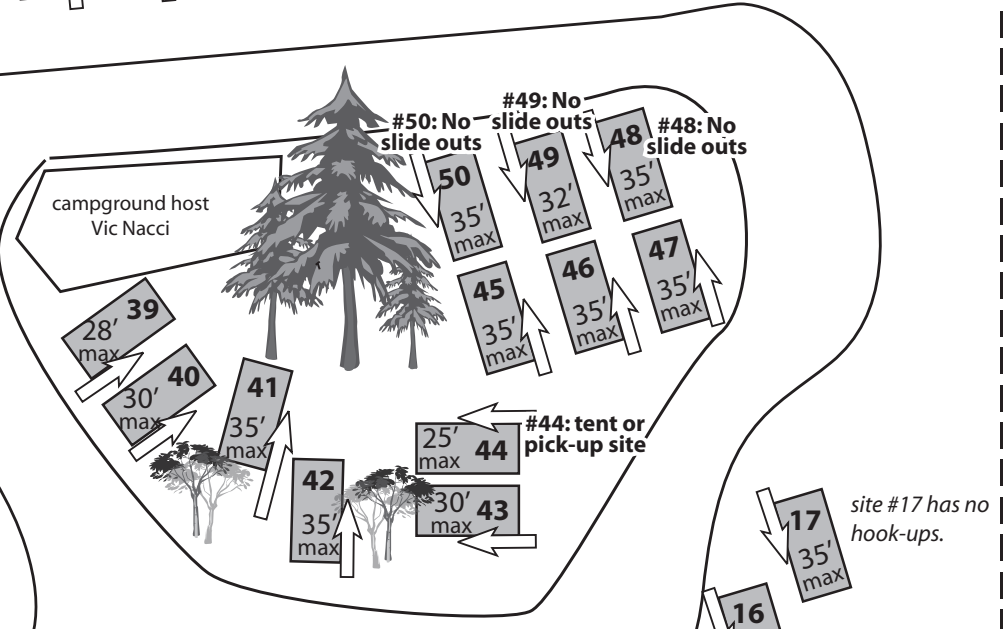 #50: No
slide outs
#49: No
slide outs
#48: No
slide outs
campground host
Vic Nacci
50
35’
max
49
32’
max
48
35’
max
45
35’
max
46
35’
max
47
35’
max
39
28’
max
40
30’
max
41
35’
max
42
35’
max
#44: tent or
pick-up site
25’
max
44
30’
max
43
17
35’
max
site #17 has no
hook-ups.
16